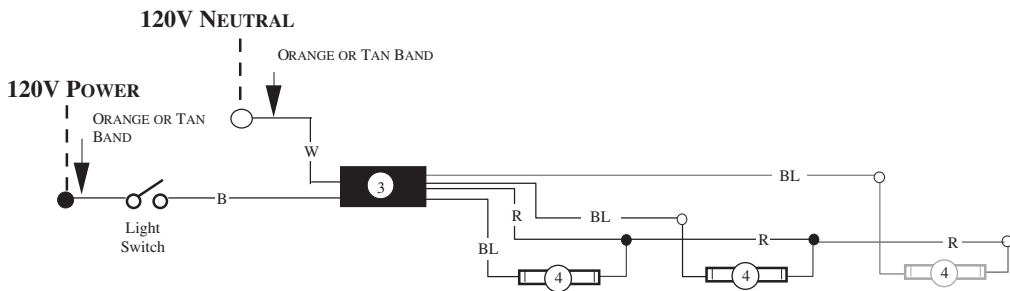 120V NEUTRAL
ORANGE OR TAN BAND
120V POWER
ORANGE OR TAN
BAND
W
3
BL
B
R
BL
R
R
BL
Light
Switch
4
4
4